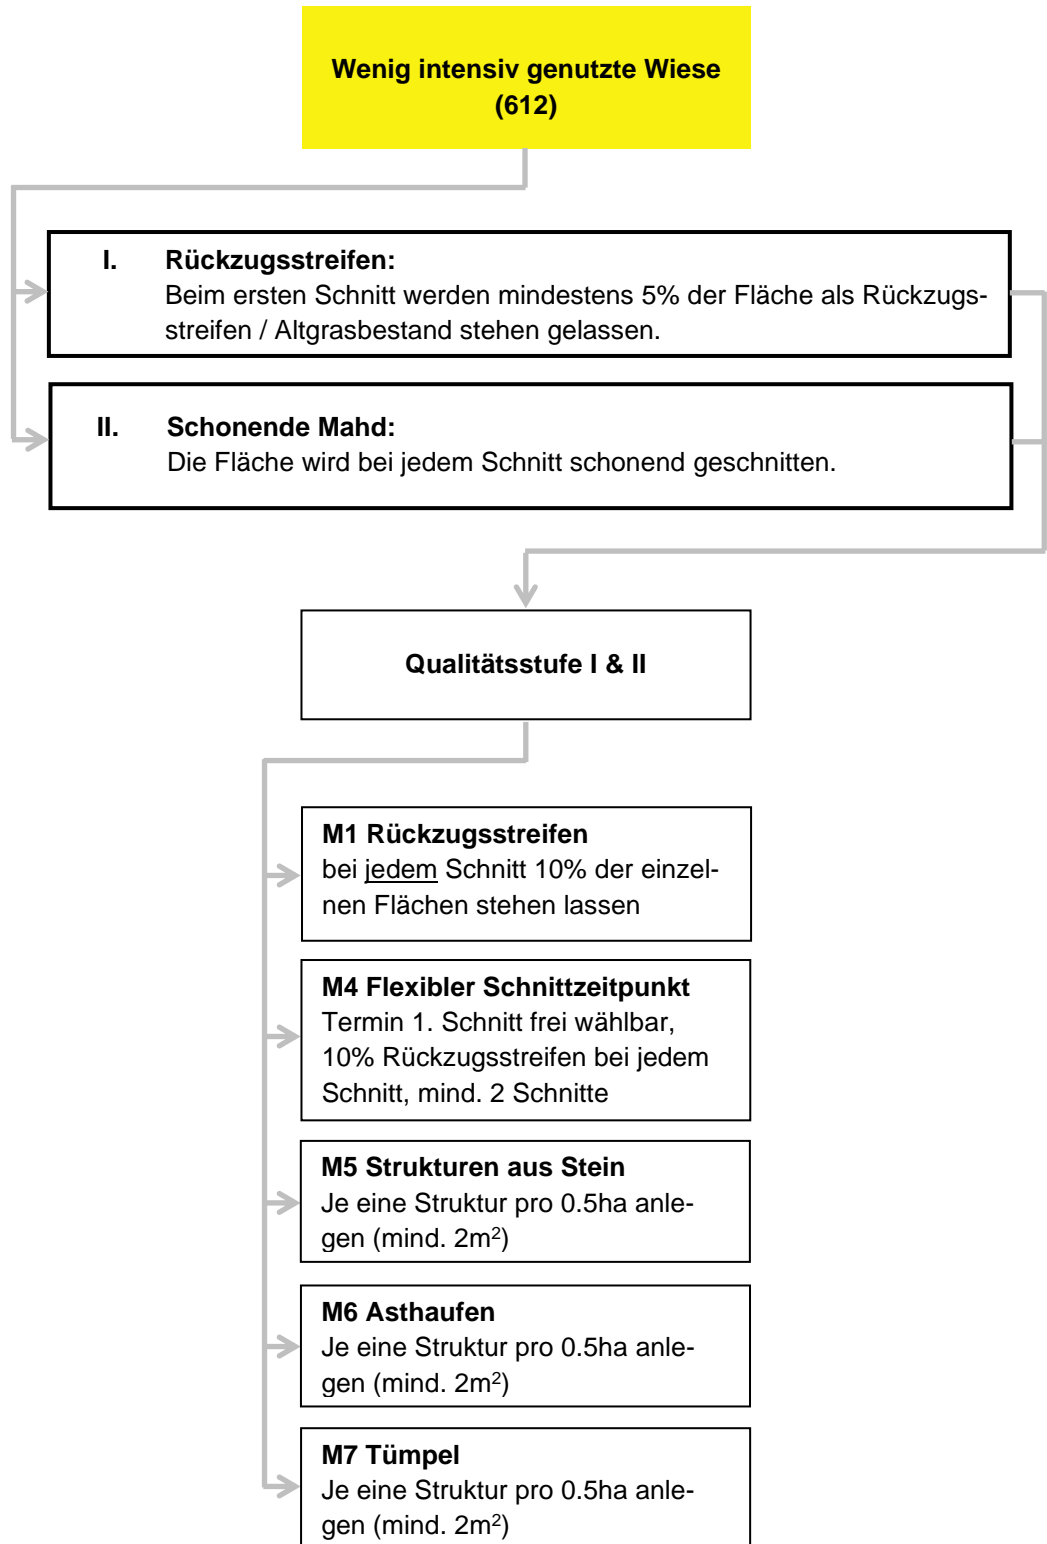 Wenig intensiv genutzte Wiese
(612)
I. Rückzugsstreifen:
Beim ersten Schnitt werden mindestens 5% der Fläche als Rückzugs-
streifen / Altgrasbestand stehen gelassen.
II. Schonende Mahd:
Die Fläche wird bei jedem Schnitt schonend geschnitten.
Qualitätsstufe I & II
M1 Rückzugsstreifen
bei jedem Schnitt 10% der einzel-
nen Flächen stehen lassen
M4 Flexibler Schnittzeitpunkt
Termin 1. Schnitt frei wählbar,
10% Rückzugsstreifen bei jedem
Schnitt, mind. 2 Schnitte
M5 Strukturen aus Stein
Je eine Struktur pro 0.5ha anle-
gen (mind. 2m²)
M6 Asthaufen
Je eine Struktur pro 0.5ha anle-
gen (mind. 2m²)
M7 Tümpel
Je eine Struktur pro 0.5ha anle-
gen (mind. 2m²)